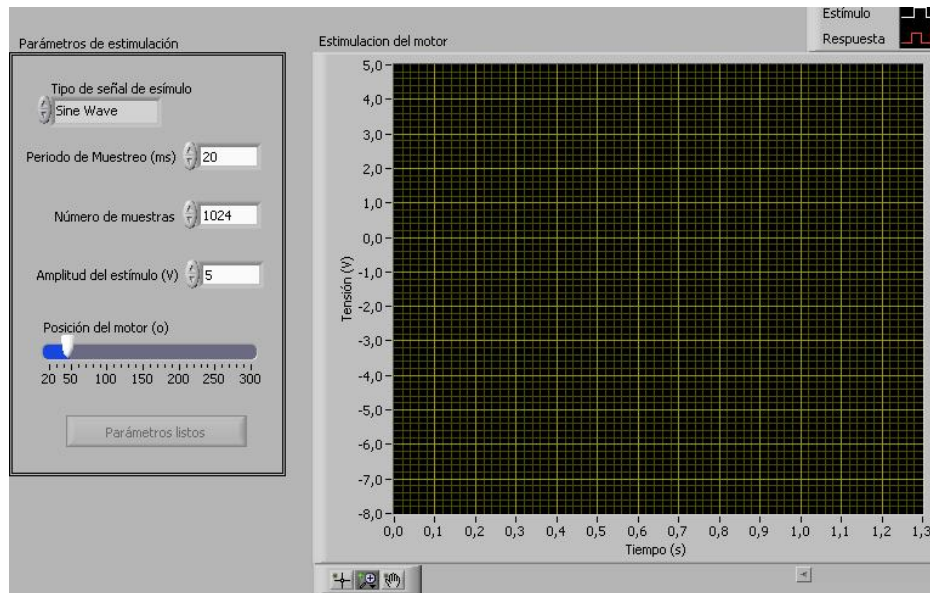 Parámetros de estimulación
Tipo de señal de esímulo
Sine Wave
Periodo de Muestreo (ms) 20
Número de muestras 1024
Amplitud del estímulo (V) 5
Posición del motor (o)
20 50 100 150 200 250 300
Parámetros listos
Estimulacion del motor
Estímulo
Respuesta
5,0
4,0
3,0
2,0
1,0
0,0
-1,0
-2,0
-3,0
-4,0
-5,0
-6,0
-7,0
-8,0
Tensión (V)
0,0 0,1 0,2 0,3 0,4 0,5 0,6 0,7 0,8 0,9 1,0 1,1 1,2 1,3
Tiempo (s)